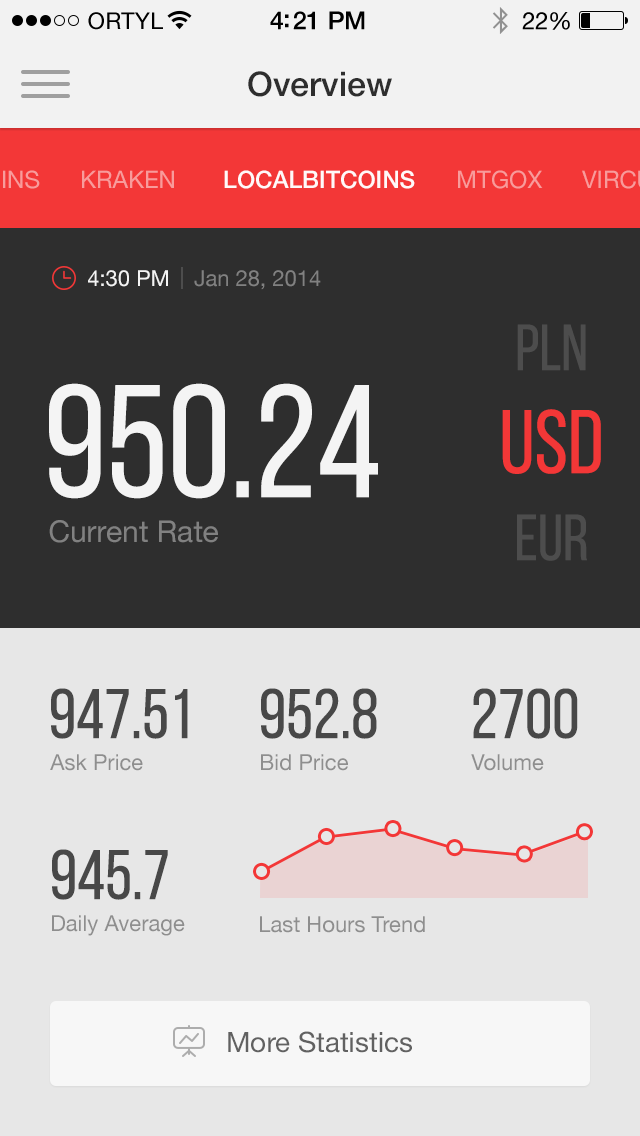 ORTYL 4:21 PM 22%
Overview
INS KRAKEN LOCALBITCOINS MTGOX VIRCU
4:30 PM | Jan 28, 2014
PLN
950.24 USD
Current Rate EUR
947.51 952.8 2700
Ask Price Bid Price Volume
945.7
Daily Average Last Hours Trend
More Statistics